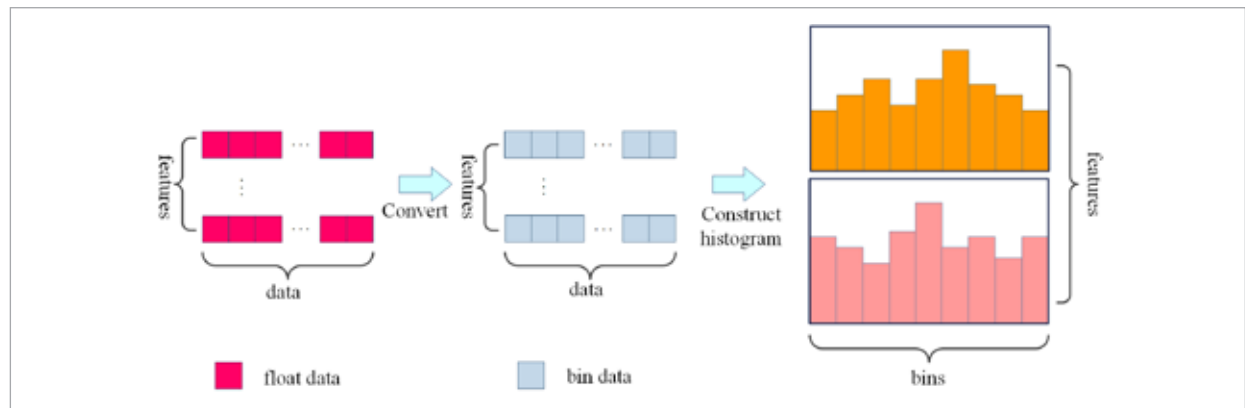 features
data
Convert
features
data
Construct
histogram
features
bins
float data
bin data